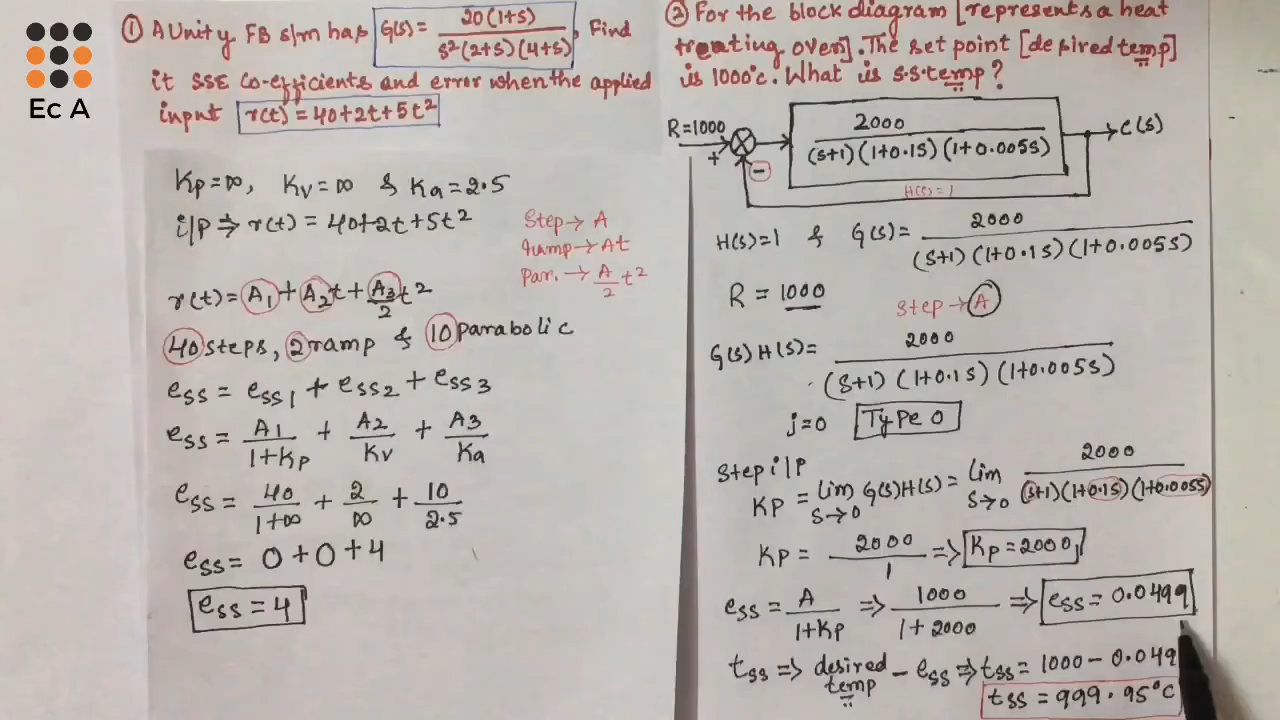 Ec A
① A Unity FB s/m has G(s) = 20(1+s) / s²(2+s)(4+s), Find
it SSE co-efficients and error when the applied
input r(t) = 40+2t+5t²
Kp=∞, Kv=∞ & Ka=2.5
i/p ⇒ r(t) = 40+2t+5t²
Step → A
ramp → At
Par. → A/2 t²
r(t) = A1 + A2t + A3/2 t²
40 steps, 2 ramp & 10 parabolic
ess = ess1 + ess2 + ess3
ess = A1/1+Kp + A2/Kv + A3/Ka
ess = 40/1+∞ + 2/∞ + 10/2.5
ess = 0+0+4
ess = 4
② For the block diagram [represents a heat
treating oven]. The set point [desired temp]
is 1000°c. What is s.s.temp?
R=1000
+
−
2000 / (s+1)(1+0.1s)(1+0.005s)
C(s)
H(s)=1
H(s)=1 & G(s) = 2000 / (s+1)(1+0.1s)(1+0.005s)
R = 1000
Step → A
G(s)H(s) = 2000 / (s+1)(1+0.1s)(1+0.005s)
j=0 Type 0
Step i/p
Kp = lim s→0 G(s)H(s) = lim s→0 2000 / (s+1)(1+0.1s)(1+0.005s)
Kp = 2000/1 ⇒ Kp=2000
ess = A/1+Kp ⇒ 1000/1+2000 ⇒ ess = 0.0499
tss ⇒ desired temp − ess ⇒ tss = 1000 − 0.049
tss = 999.95°C